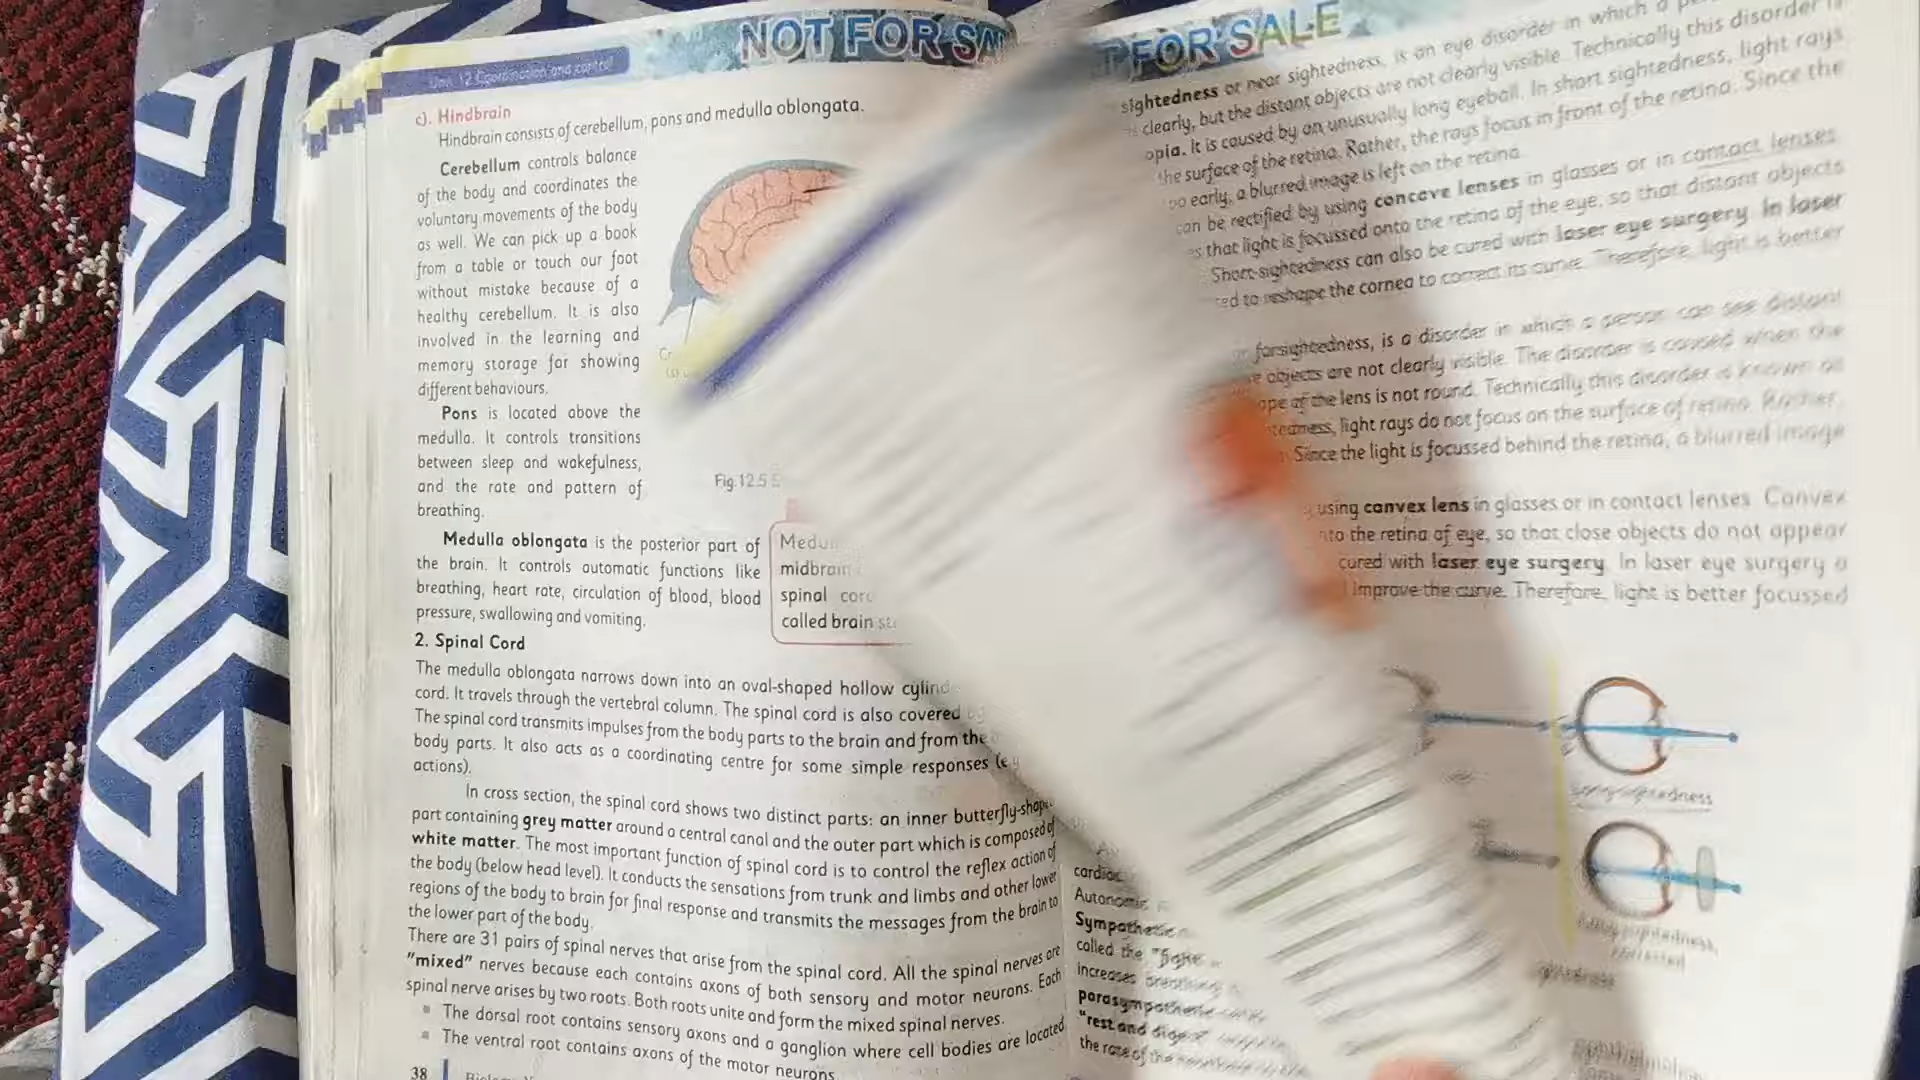 NOT FOR SA
Unit 12 Coordination and control
c). Hindbrain
Hindbrain consists of cerebellum, pons and medulla oblongata.
Cerebellum controls balance
of the body and coordinates the
voluntary movements of the body
as well. We can pick up a book
from a table or touch our foot
without mistake because of a
healthy cerebellum. It is also
involved in the learning and
memory storage for showing
different behaviours.
Pons is located above the
medulla. It controls transitions
between sleep and wakefulness,
and the rate and pattern of
breathing.
Fig.12.5
Medulla oblongata is the posterior part of
the brain. It controls automatic functions like
breathing, heart rate, circulation of blood, blood
pressure, swallowing and vomiting.
midbrain
spinal cord
called brain
2. Spinal Cord
The medulla oblongata narrows down into an oval-shaped hollow cylind
cord. It travels through the vertebral column. The spinal cord is also covered
The spinal cord transmits impulses from the body parts to the brain and from the
body parts. It also acts as a coordinating centre for some simple responses
actions).
In cross section, the spinal cord shows two distinct parts: an inner butterfly-shape
part containing grey matter around a central canal and the outer part which is composed of
white matter. The most important function of spinal cord is to control the reflex action of
the body (below head level). It conducts the sensations from trunk and limbs and other lower
regions of the body to brain for final response and transmits the messages from the brain to
the lower part of the body.
There are 31 pairs of spinal nerves that arise from the spinal cord. All the spinal nerves are
"mixed" nerves because each contains axons of both sensory and motor neurons. Each
spinal nerve arises by two roots. Both roots unite and form the mixed spinal nerves.
▪ The dorsal root contains sensory axons and a ganglion where cell bodies are located
▪ The ventral root contains axons of the motor neurons
38
FOR SALE
sightedness or near sightedness, is an eye disorder in which a
clearly, but the distant objects are not clearly visible. Technically this disorder
opia. It is caused by an unusually long eyeball. In short sightedness, light rays
the surface of the retina. Rather, the rays focus in front of the retina. Since the
early, a blurred image is left on the retina
can be rectified by using concave lenses in glasses or in contact lenses.
that light is focussed onto the retina of the eye, so that distant objects
Short-sightedness can also be cured with laser eye surgery. In laser
to reshape the cornea to correct its curve. Therefore, light is better
farsightedness, is a disorder in which a person can see distant
objects are not clearly visible. The disorder is caused when the
of the lens is not round. Technically this disorder is known as
light rays do not focus on the surface of retina. Rather,
Since the light is focussed behind the retina, a blurred image
using convex lens in glasses or in contact lenses. Convex
the retina of eye, so that close objects do not appear
cured with laser eye surgery. In laser eye surgery a
improve the curve. Therefore, light is better focussed
cardiac
Autonomic
Sympathetic
called the
increases
"rest and digest"
the rate of the